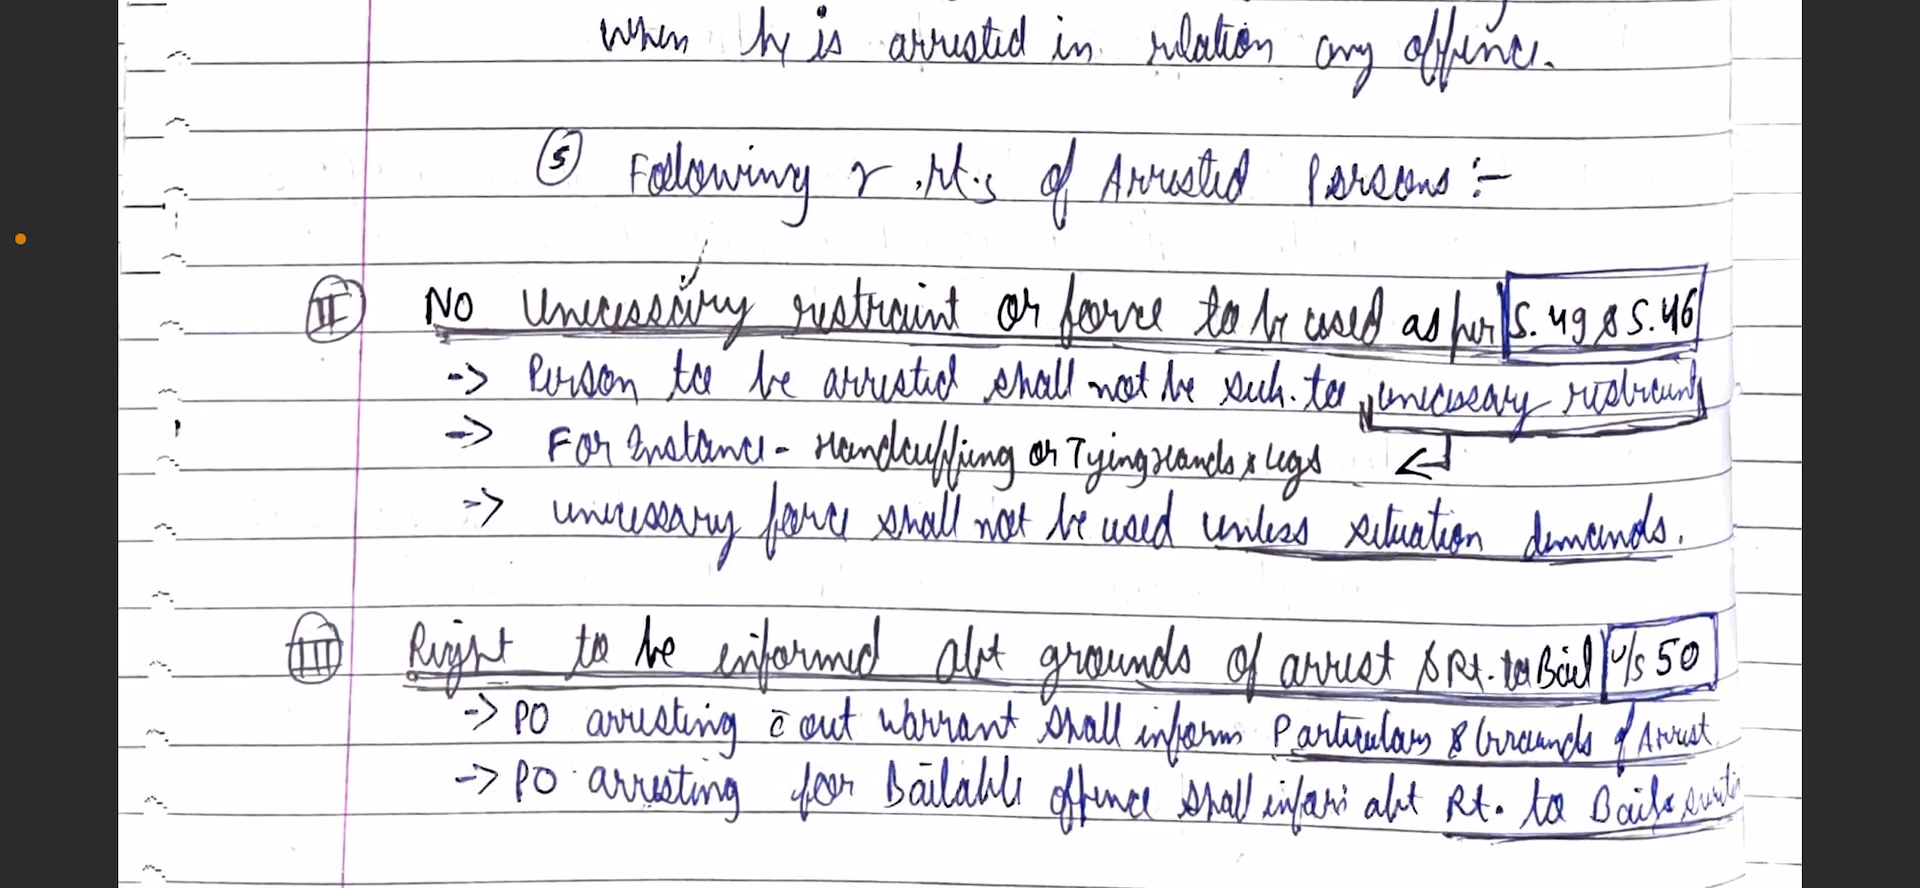 when he is arrested in relation any offence.
⑤ Following r .rt.s of Arrested Persons :-
II No Unecessary restraint or force to be used as per S. 49 & S. 46
-> Person to be arrested shall not be sub. to unecessary restraint
-> For Instance - Handcuffing or Tying Hands & Legs
-> unecessary force shall not be used unless situation demands.
III Right to be informed abt grounds of arrest & Rt. to Bail u/s 50
-> PO arresting c̄ out warrant shall inform Particulars & Grounds of Arrest
-> PO arresting for Bailable offence shall inform abt Rt. to Bail &